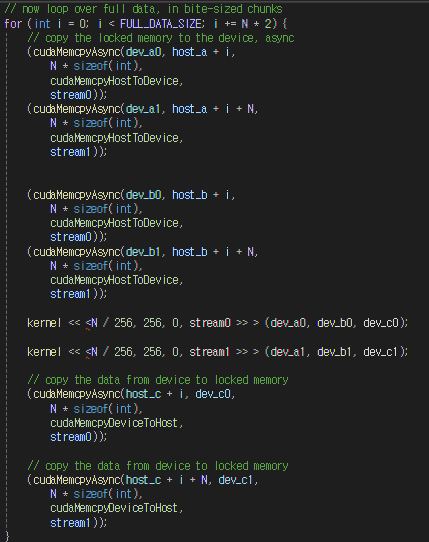 // now loop over full data, in bite-sized chunks
for (int i = 0; i < FULL_DATA_SIZE; i += N * 2) {
// copy the locked memory to the device, async
(cudaMemcpyAsync(dev_a0, host_a + i,
N * sizeof(int),
cudaMemcpyHostToDevice,
stream0));
(cudaMemcpyAsync(dev_a1, host_a + i + N,
N * sizeof(int),
cudaMemcpyHostToDevice,
stream1));
(cudaMemcpyAsync(dev_b0, host_b + i,
N * sizeof(int),
cudaMemcpyHostToDevice,
stream0));
(cudaMemcpyAsync(dev_b1, host_b + i + N,
N * sizeof(int),
cudaMemcpyHostToDevice,
stream1));
kernel << <N / 256, 256, 0, stream0 >> > (dev_a0, dev_b0, dev_c0);
kernel << <N / 256, 256, 0, stream1 >> > (dev_a1, dev_b1, dev_c1);
// copy the data from device to locked memory
(cudaMemcpyAsync(host_c + i, dev_c0,
N * sizeof(int),
cudaMemcpyDeviceToHost,
stream0));
// copy the data from device to locked memory
(cudaMemcpyAsync(host_c + i + N, dev_c1,
N * sizeof(int),
cudaMemcpyDeviceToHost,
stream1));
}